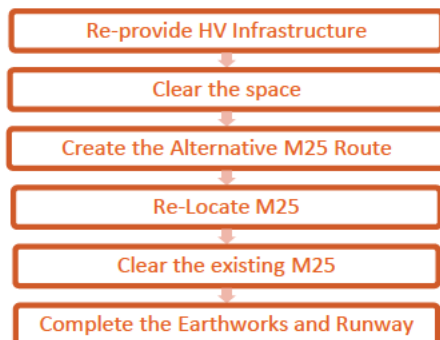 Re-provide HV Infrastructure
Clear the space
Create the Alternative M25 Route
Re-Locate M25
Clear the existing M25
Complete the Earthworks and Runway